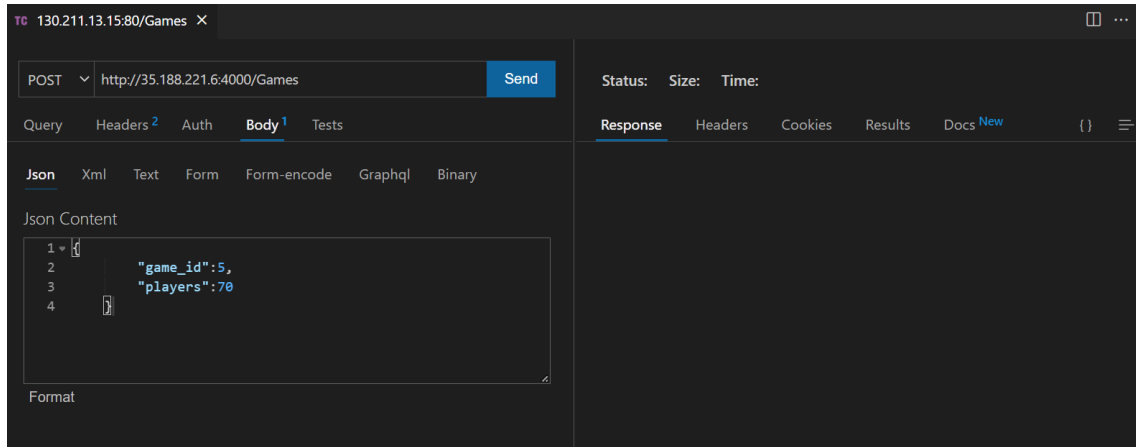 TC 130.211.13.15:80/Games ×
POST http://35.188.221.6:4000/Games Send
Query Headers 2 Auth Body 1 Tests
Json Xml Text Form Form-encode Graphql Binary
Json Content
1 {
2 "game_id":5,
3 "players":70
4 }
Format
Status: Size: Time:
Response Headers Cookies Results Docs New { }